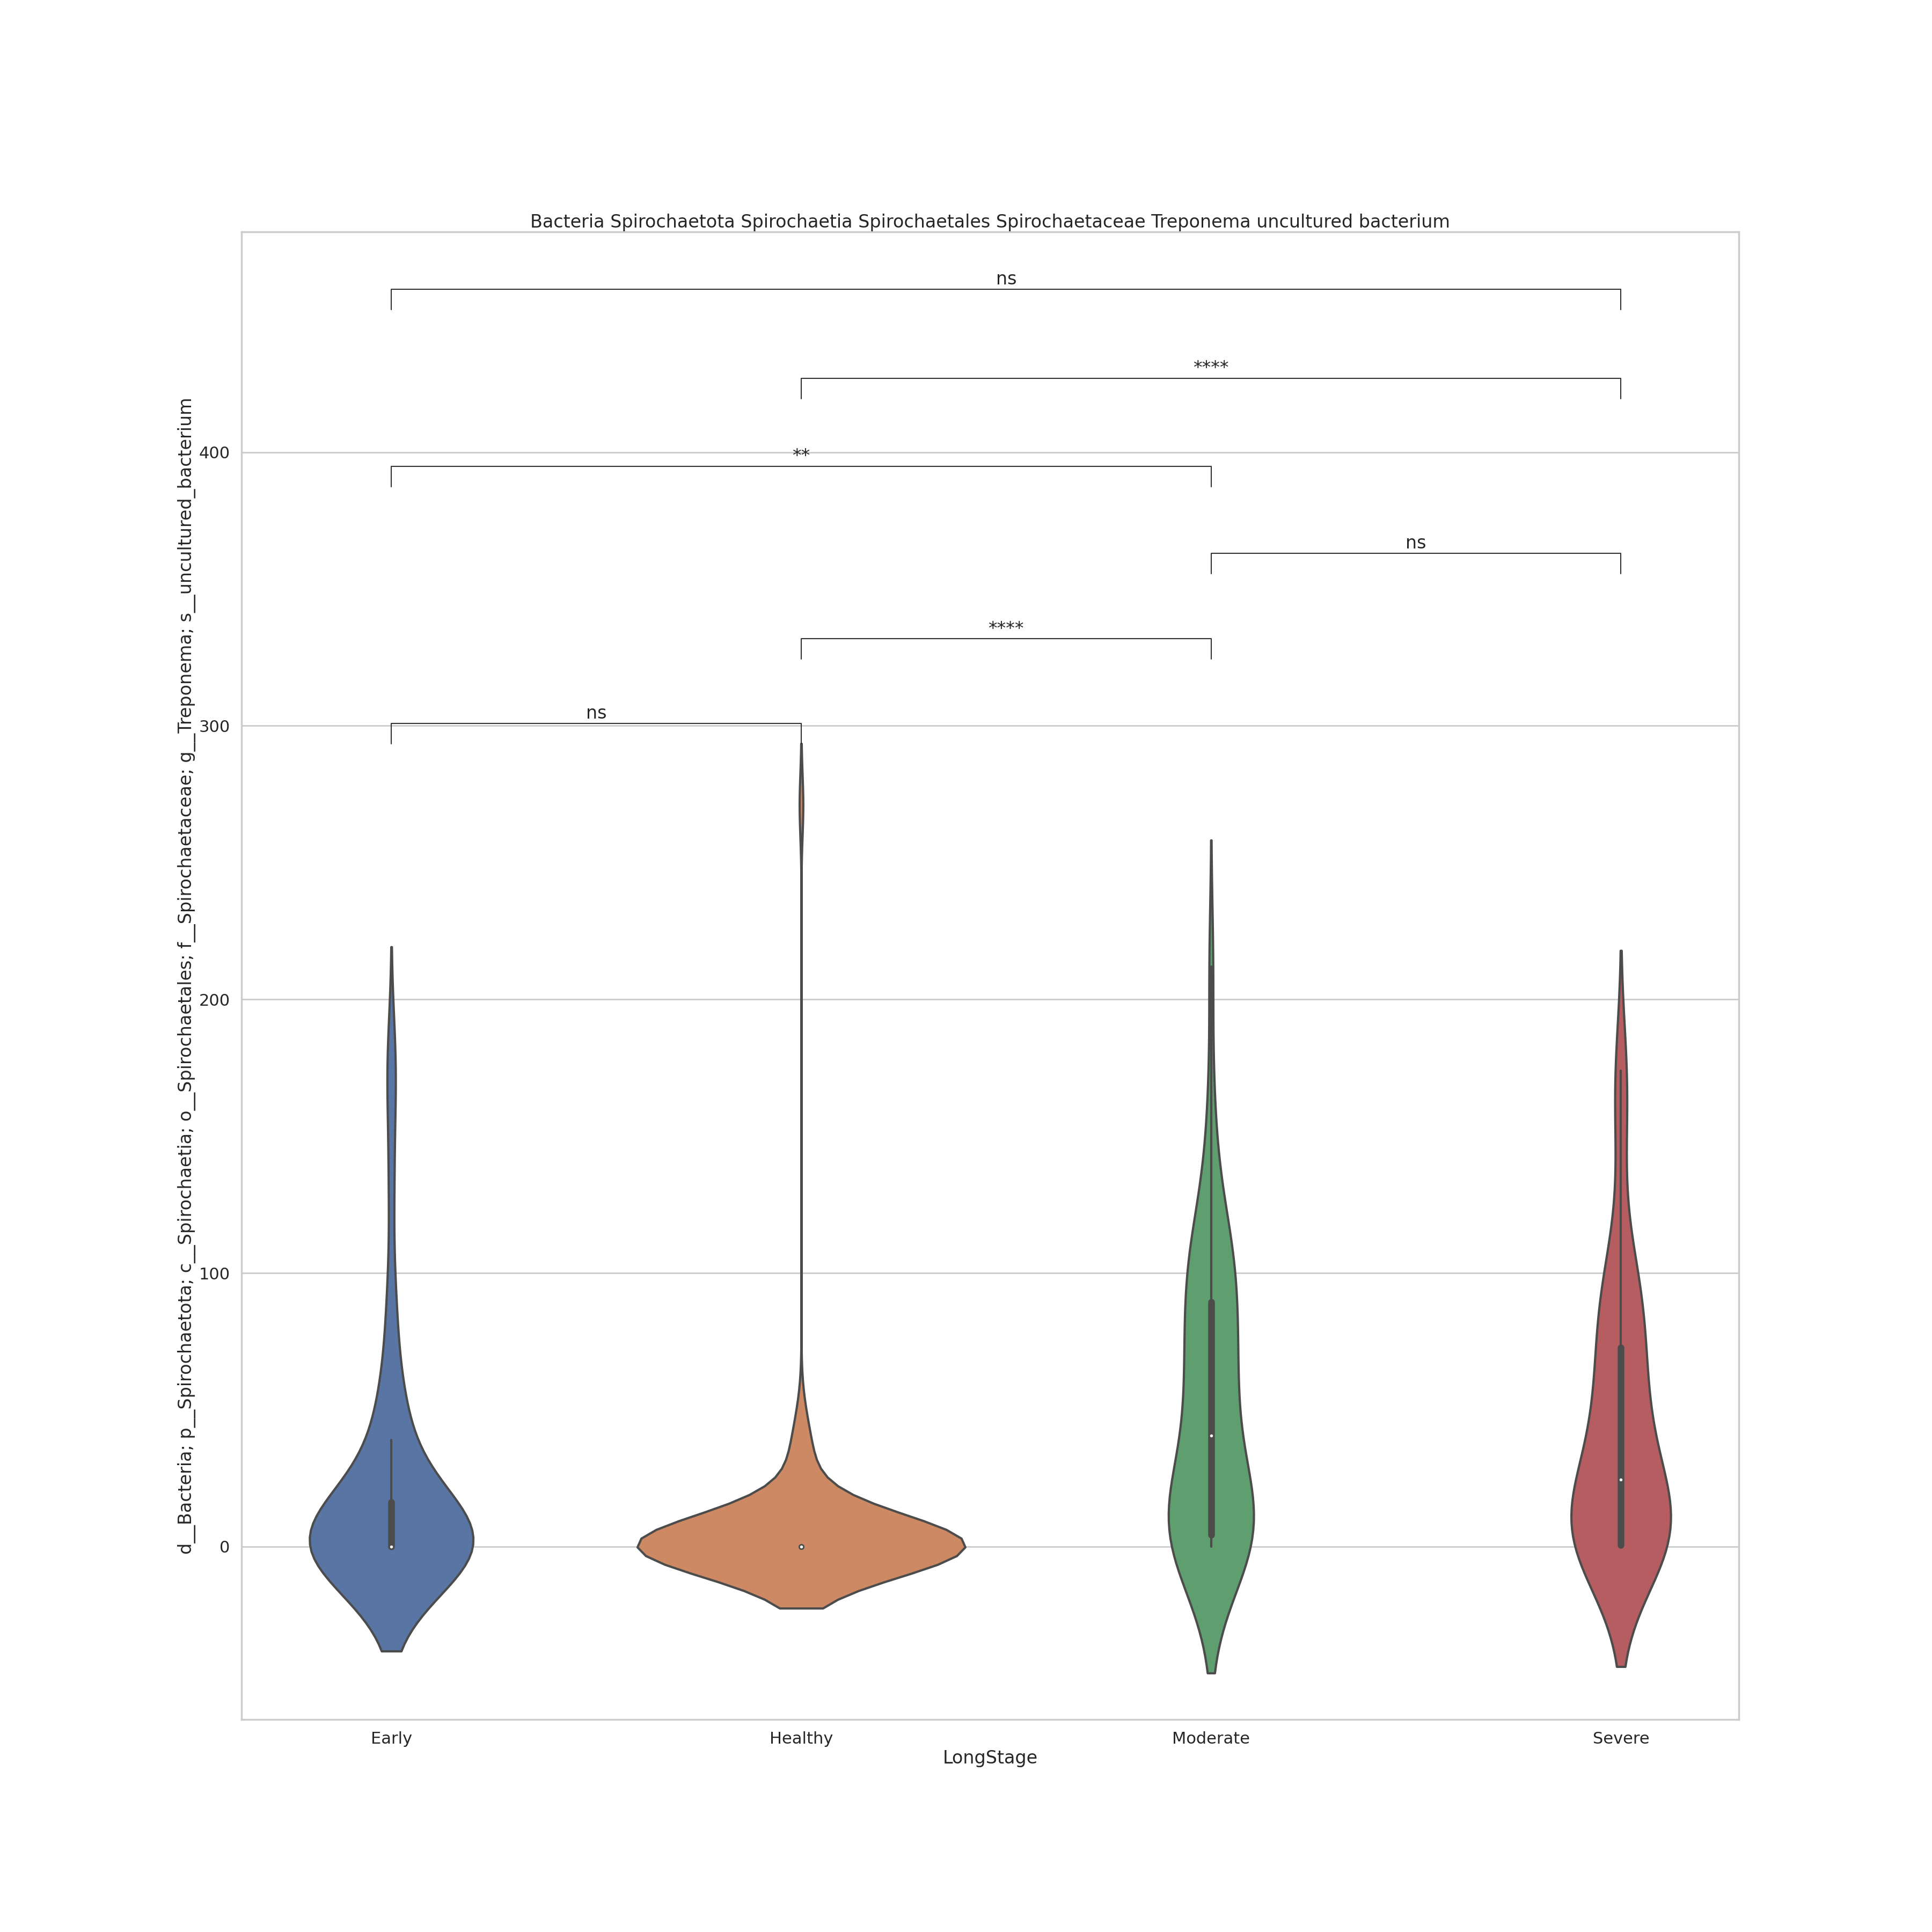 Bacteria Spirochaetota Spirochaetia Spirochaetales Spirochaetaceae Treponema uncultured bacterium
ns
****
**
ns
****
ns
d__Bacteria; p__Spirochaetota; c__Spirochaetia; o__Spirochaetales; f__Spirochaetaceae; g__Treponema; s__uncultured_bacterium
400
300
200
100
0
Early Healthy Moderate Severe
LongStage